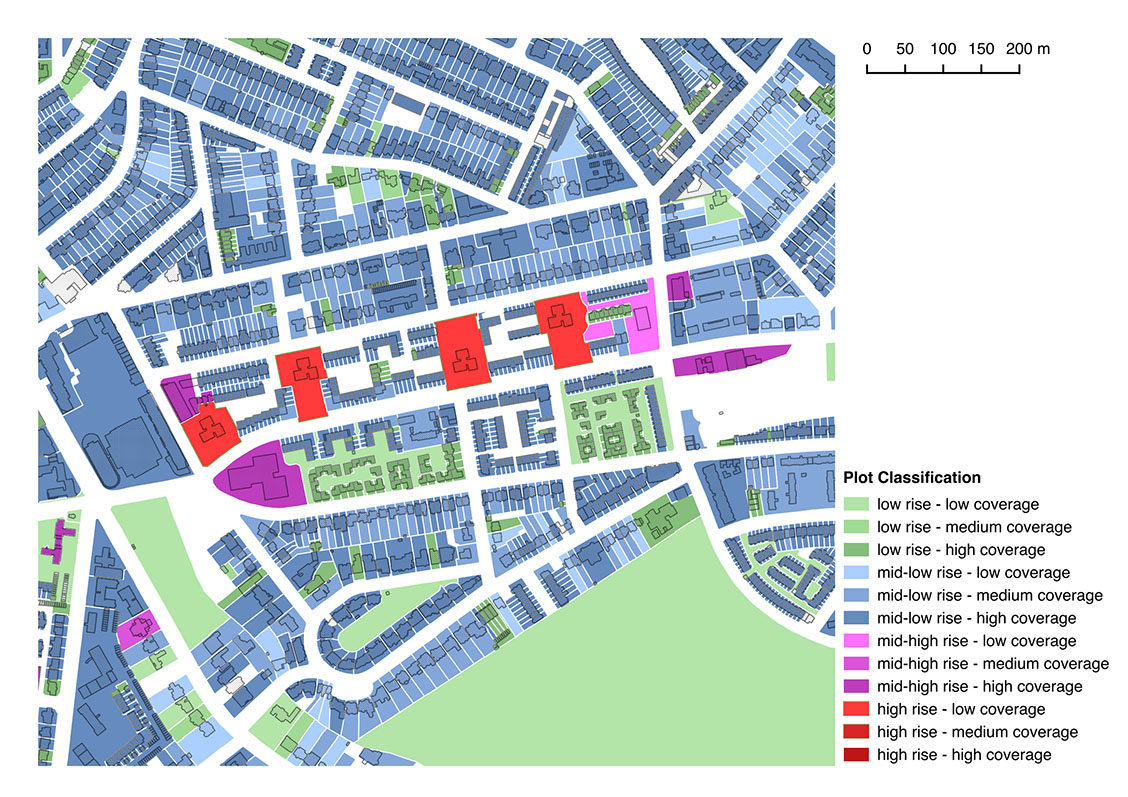 0 50 100 150 200 m
Plot Classification
low rise - low coverage
low rise - medium coverage
low rise - high coverage
mid-low rise - low coverage
mid-low rise - medium coverage
mid-low rise - high coverage
mid-high rise - low coverage
mid-high rise - medium coverage
mid-high rise - high coverage
high rise - low coverage
high rise - medium coverage
high rise - high coverage